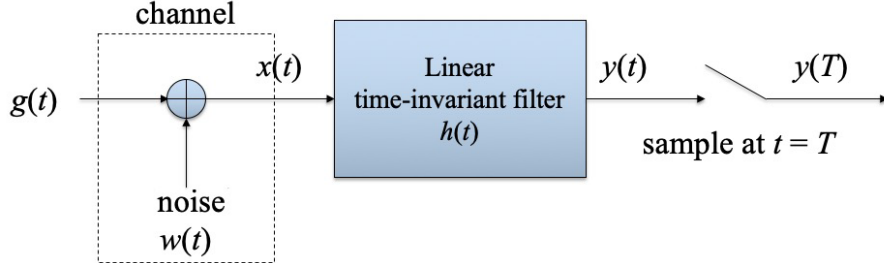 channel
g(t)
x(t)
Linear
time-invariant filter
h(t)
y(t)
y(T)
sample at t = T
noise
w(t)